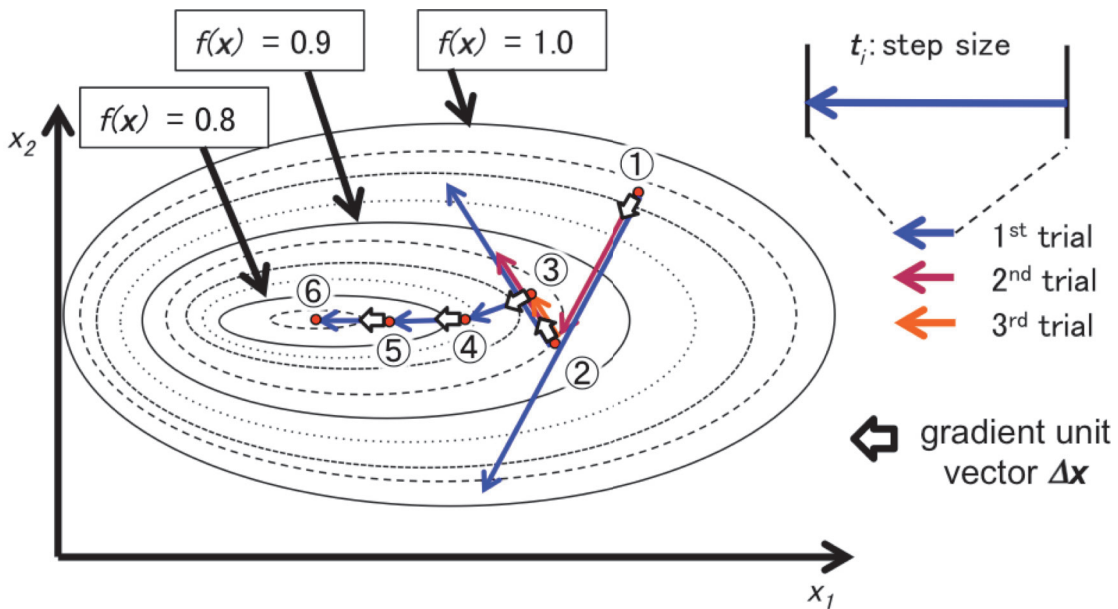 f(x) = 0.9
f(x) = 1.0
t_i: step size
f(x) = 0.8
x_2
①
1st trial
③
2nd trial
⑥
3rd trial
⑤
④
②
gradient unit
vector Δx
x_1